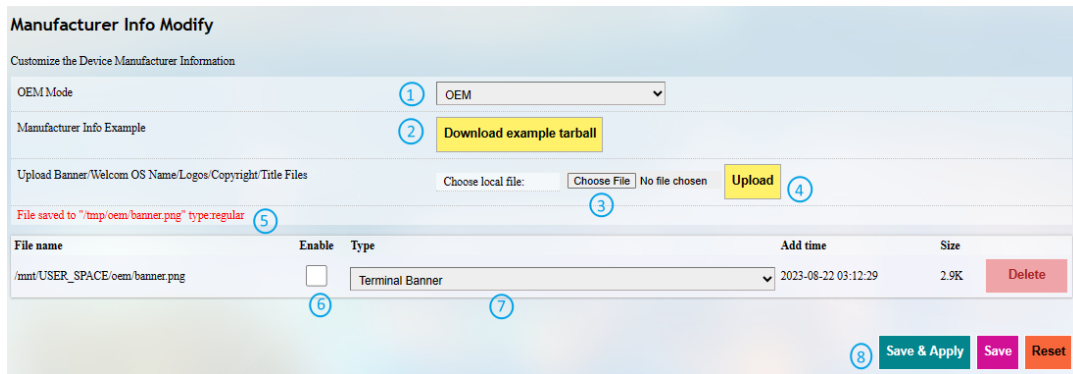 Manufacturer Info Modify
Customize the Device Manufacturer Information
OEM Mode 1 OEM
Manufacturer Info Example 2 Download example tarball
Upload Banner/Welcom OS Name/Logos/Copyright/Title Files Choose local file: Choose File No file chosen Upload 4
3
File saved to "/tmp/oem/banner.png" type:regular 5
File name Enable Type Add time Size
/mnt/USER_SPACE/oem/banner.png Terminal Banner 2023-08-22 03:12:29 2.9K Delete
6 7
8 Save & Apply Save Reset